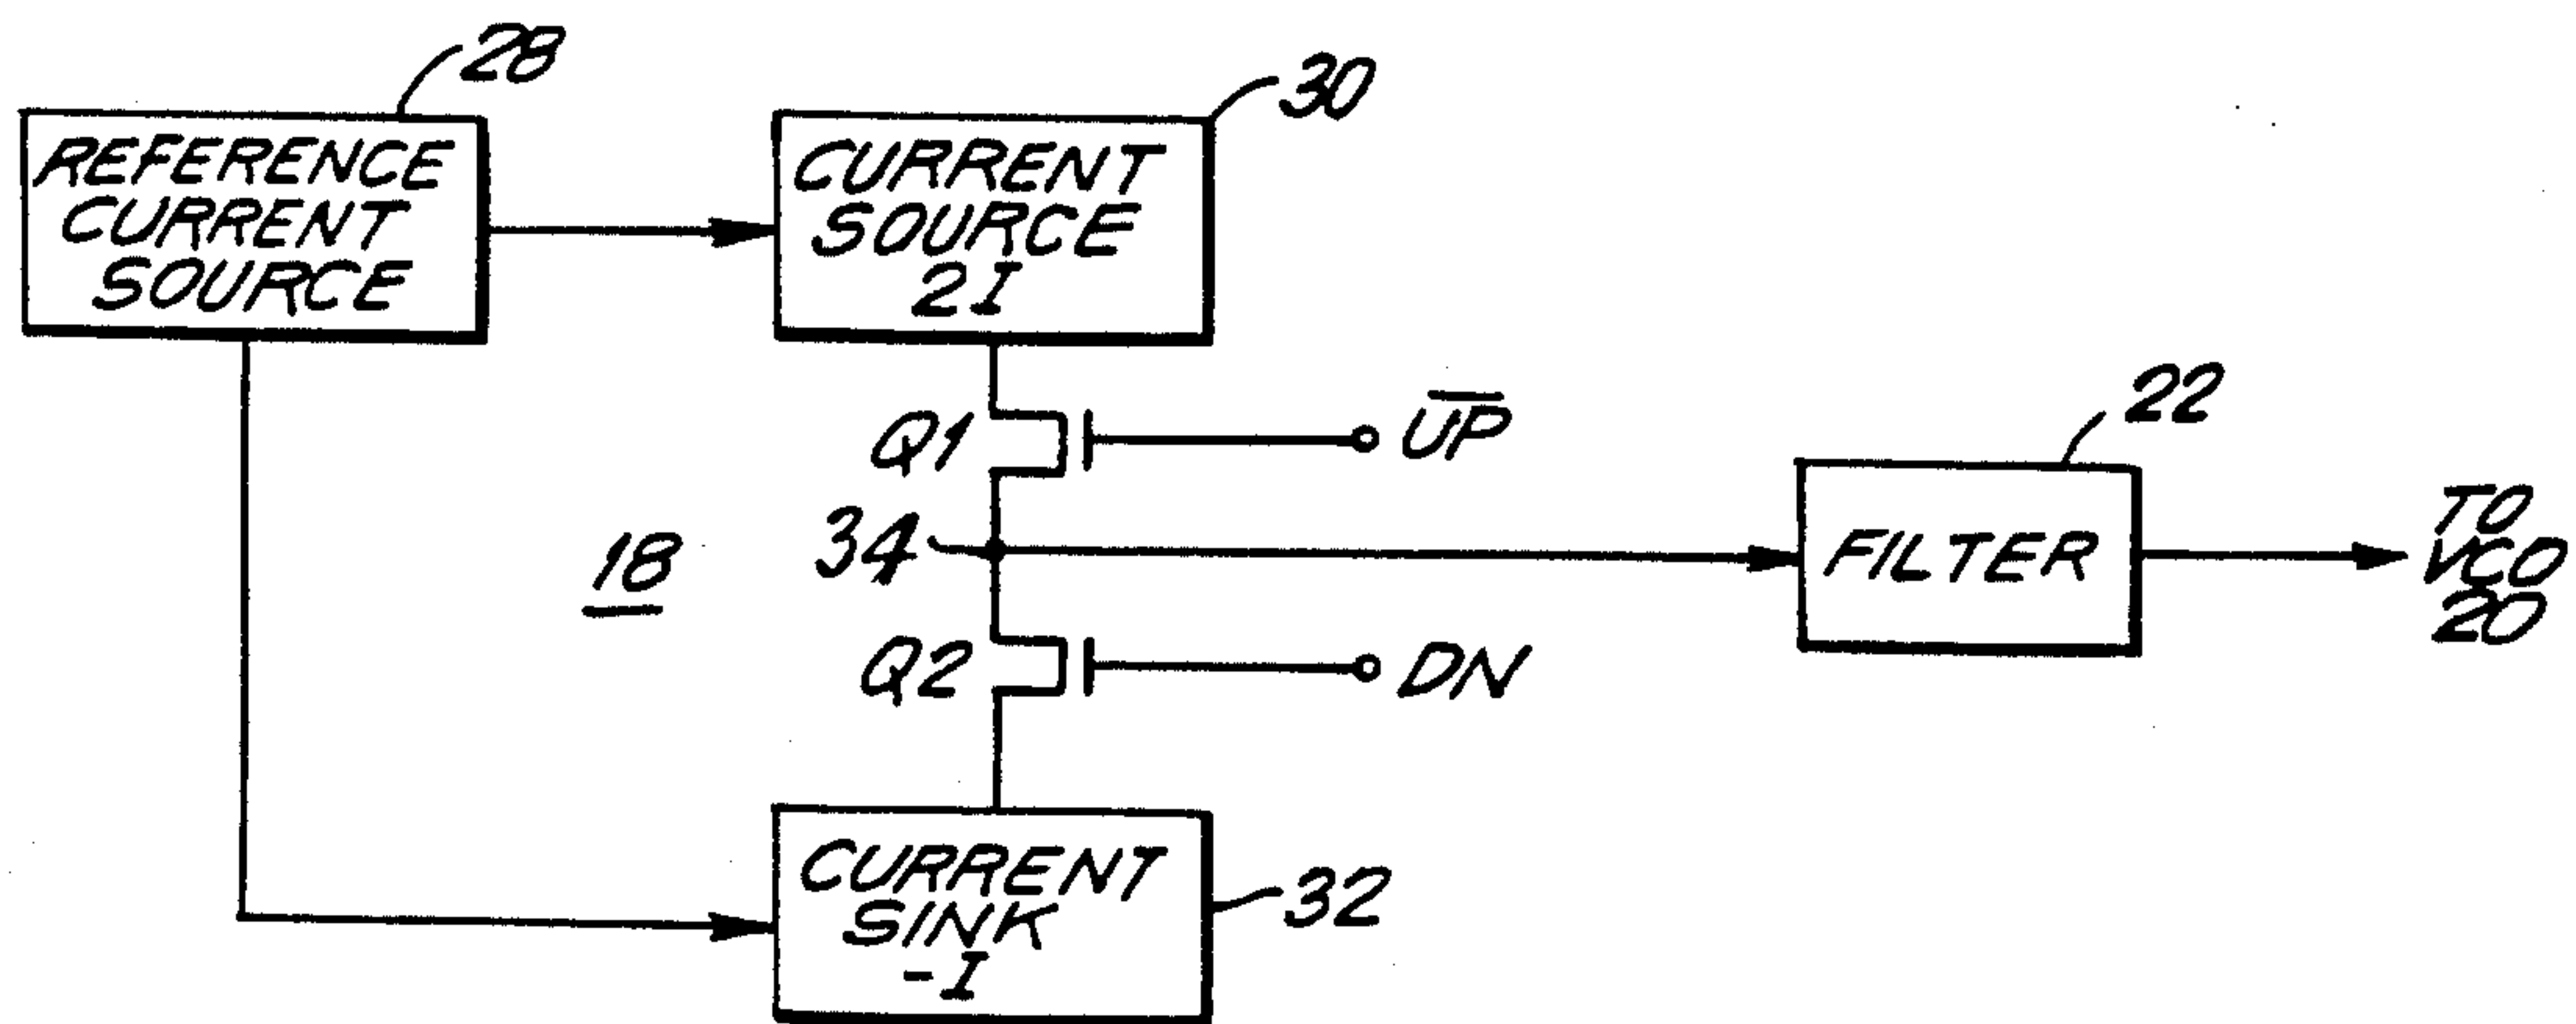 28
REFERENCE
CURRENT
SOURCE
30
CURRENT
SOURCE
2I
Q1
U̅P̅
22
34
FILTER
TO
VCO
20
18
Q2
DN
CURRENT
SINK
-I
32